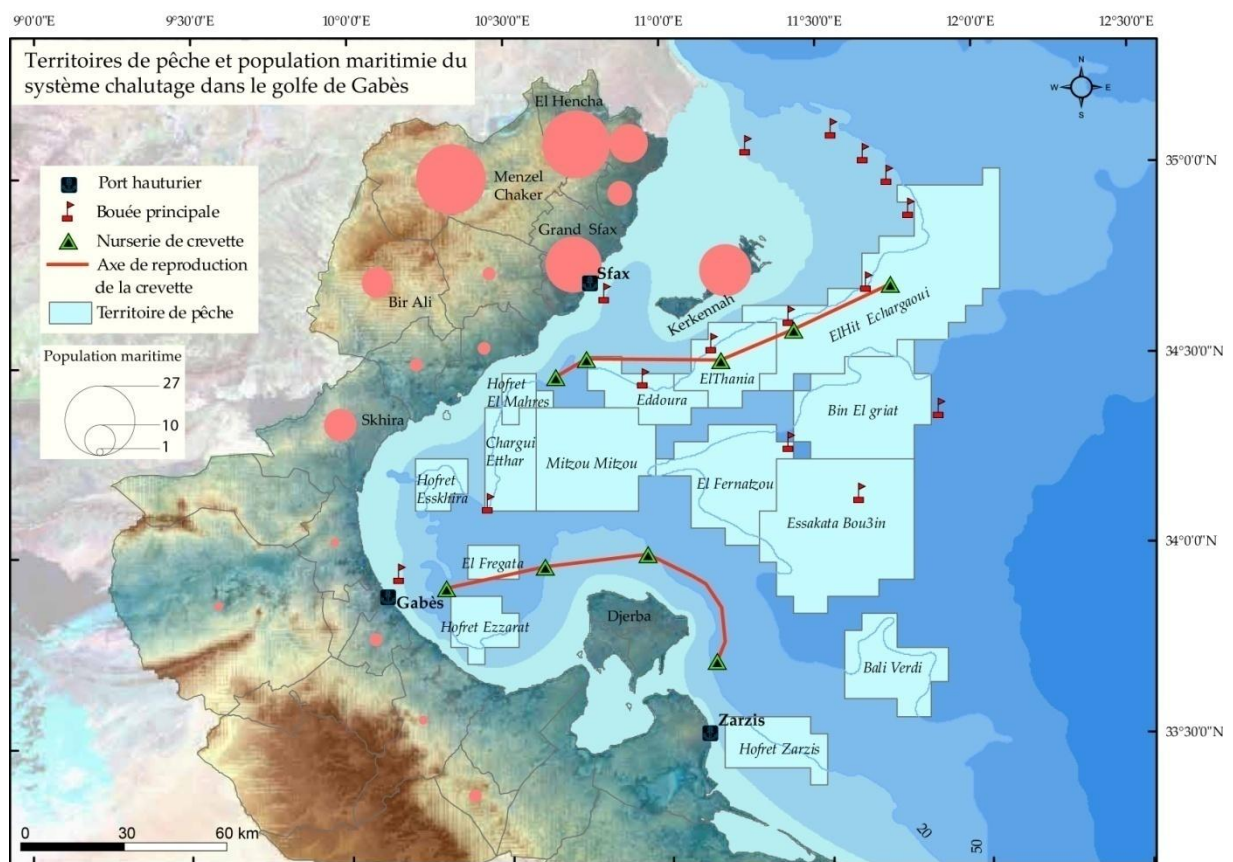 9°0'0"E
9°30'0"E
10°0'0"E
10°30'0"E
11°0'0"E
11°30'0"E
12°0'0"E
12°30'0"E
Territoires de pêche et population maritimie du
système chalutage dans le golfe de Gabès
N
W
E
S
El Hencha
Menzel
Chaker
Grand Sfax
Sfax
Bir Ali
Kerkennah
Skhira
Port hauturier
Bouée principale
Nurserie de crevette
Axe de reproduction
de la crevette
Territoire de pêche
Population maritime
27
10
1
35°0'0"N
34°30'0"N
34°0'0"N
33°30'0"N
ElHit Echargaoui
ElThania
Hofret
El Mahres
Eddoura
Bin El griat
Chargui
Etthar
Mitzou Mitzou
Hofret
Esskhira
El Fernatzou
Essakata Bou3in
El Fregata
Gabès
Hofret Ezzarat
Djerba
Bali Verdi
Zarzis
Hofret Zarzis
20
50
0
30
60 km